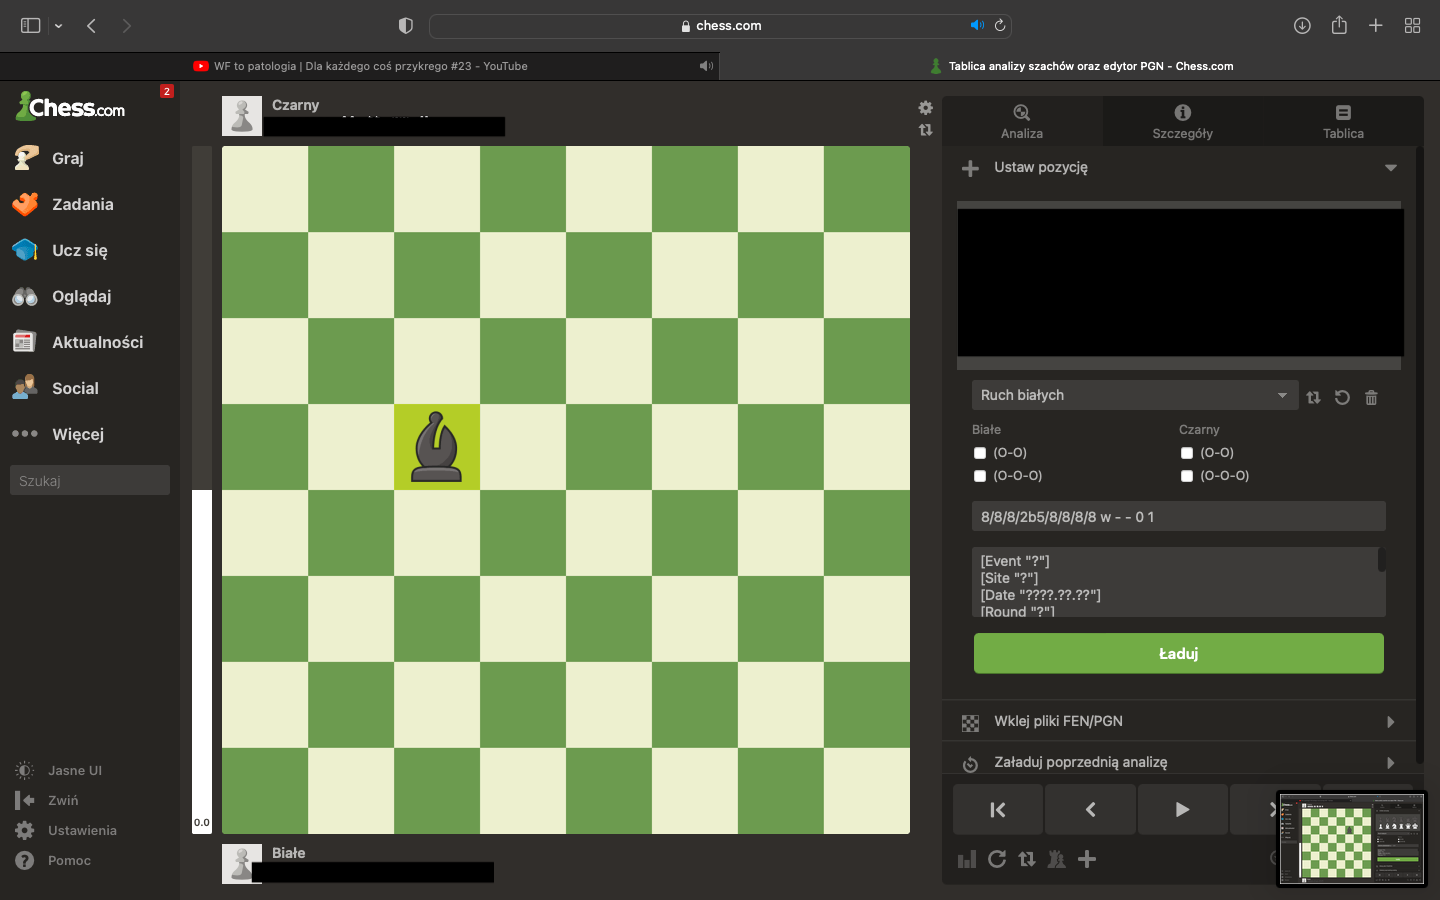 chess.com
WF to patologia | Dla każdego coś przykrego #23 - YouTube
Tablica analizy szachów oraz edytor PGN - Chess.com
Chess.com
2
Graj
Zadania
Ucz się
Oglądaj
Aktualności
Social
Więcej
Szukaj
Jasne UI
Zwiń
Ustawienia
Pomoc
Czarny
0.0
Białe
Analiza
Szczegóły
Tablica
Ustaw pozycję
Ruch białych
Białe
Czarny
(O-O)
(O-O)
(O-O-O)
(O-O-O)
8/8/8/2b5/8/8/8/8 w - - 0 1
[Event "?"]
[Site "?"]
[Date "????.??.??"]
[Round "?"]
Ładuj
Wklej pliki FEN/PGN
Załaduj poprzednią analizę